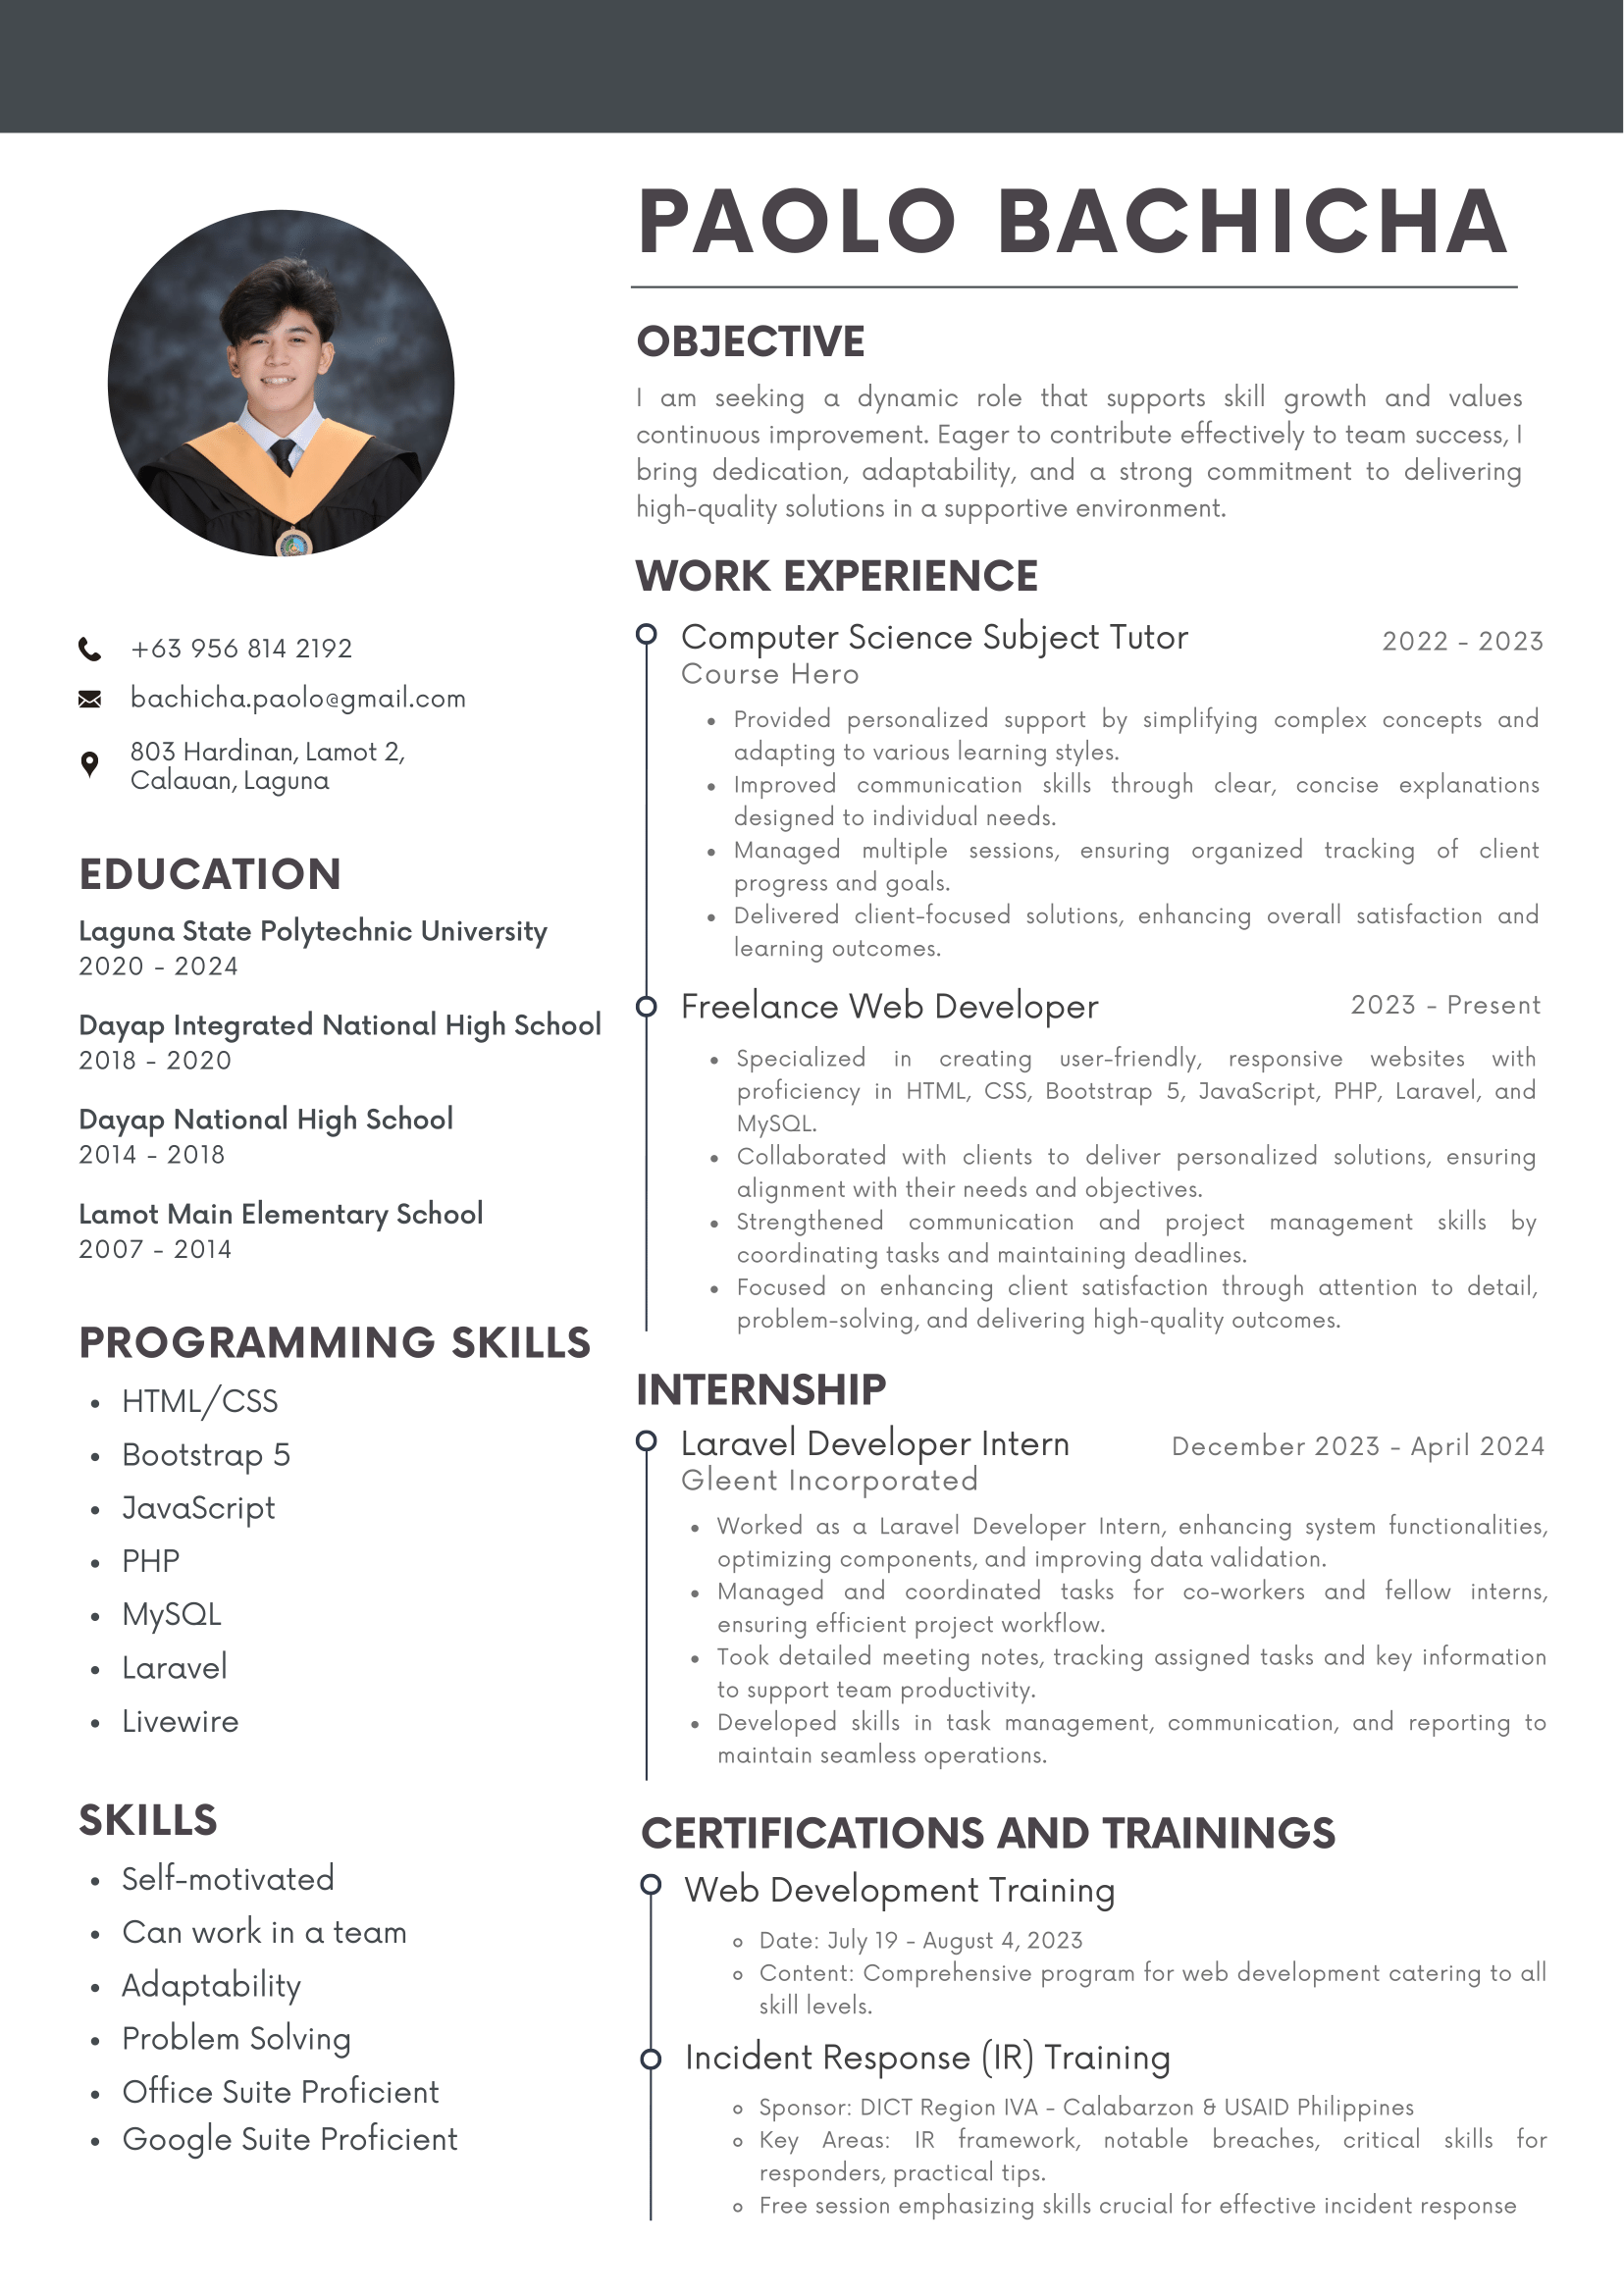 PAOLO BACHICHA
+63 956 814 2192
bachicha.paolo@gmail.com
803 Hardinan, Lamot 2,
Calauan, Laguna
EDUCATION
Laguna State Polytechnic University
2020 - 2024
Dayap Integrated National High School
2018 - 2020
Dayap National High School
2014 - 2018
Lamot Main Elementary School
2007 - 2014
PROGRAMMING SKILLS
• HTML/CSS
• Bootstrap 5
• JavaScript
• PHP
• MySQL
• Laravel
• Livewire
SKILLS
• Self-motivated
• Can work in a team
• Adaptability
• Problem Solving
• Office Suite Proficient
• Google Suite Proficient
OBJECTIVE
I am seeking a dynamic role that supports skill growth and values
continuous improvement. Eager to contribute effectively to team success, I
bring dedication, adaptability, and a strong commitment to delivering
high-quality solutions in a supportive environment.
WORK EXPERIENCE
Computer Science Subject Tutor 2022 - 2023
Course Hero
• Provided personalized support by simplifying complex concepts and
adapting to various learning styles.
• Improved communication skills through clear, concise explanations
designed to individual needs.
• Managed multiple sessions, ensuring organized tracking of client
progress and goals.
• Delivered client-focused solutions, enhancing overall satisfaction and
learning outcomes.
Freelance Web Developer 2023 - Present
• Specialized in creating user-friendly, responsive websites with
proficiency in HTML, CSS, Bootstrap 5, JavaScript, PHP, Laravel, and
MySQL.
• Collaborated with clients to deliver personalized solutions, ensuring
alignment with their needs and objectives.
• Strengthened communication and project management skills by
coordinating tasks and maintaining deadlines.
• Focused on enhancing client satisfaction through attention to detail,
problem-solving, and delivering high-quality outcomes.
INTERNSHIP
Laravel Developer Intern December 2023 - April 2024
Gleent Incorporated
• Worked as a Laravel Developer Intern, enhancing system functionalities,
optimizing components, and improving data validation.
• Managed and coordinated tasks for co-workers and fellow interns,
ensuring efficient project workflow.
• Took detailed meeting notes, tracking assigned tasks and key information
to support team productivity.
• Developed skills in task management, communication, and reporting to
maintain seamless operations.
CERTIFICATIONS AND TRAININGS
Web Development Training
◦ Date: July 19 - August 4, 2023
◦ Content: Comprehensive program for web development catering to all
skill levels.
Incident Response (IR) Training
◦ Sponsor: DICT Region IVA - Calabarzon & USAID Philippines
◦ Key Areas: IR framework, notable breaches, critical skills for
responders, practical tips.
◦ Free session emphasizing skills crucial for effective incident response